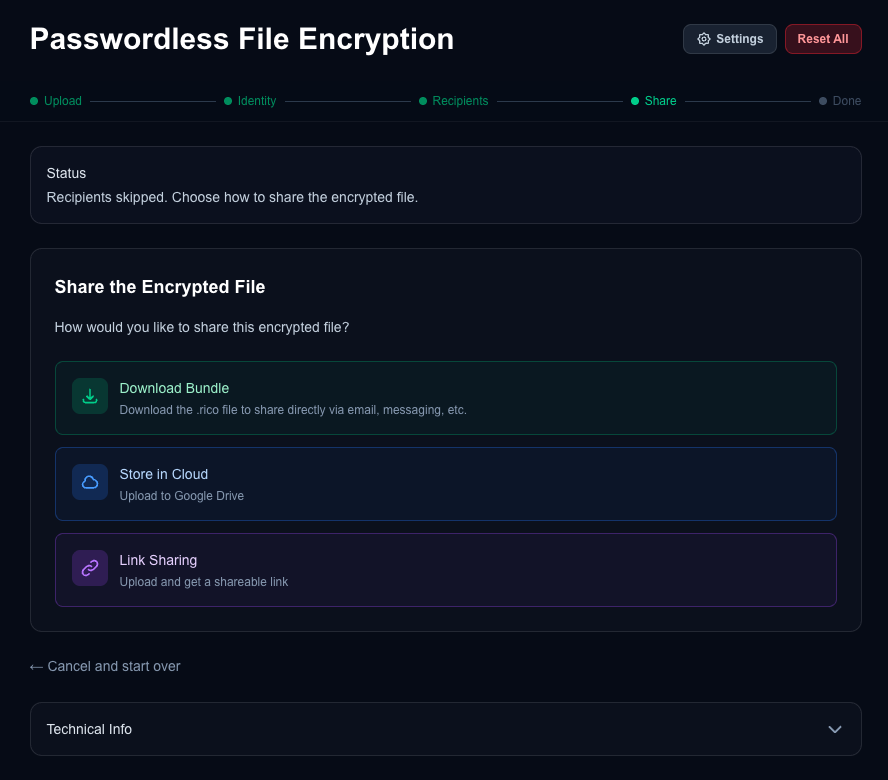 Passwordless File Encryption
Settings
Reset All
Upload
Identity
Recipients
Share
Done
Status
Recipients skipped. Choose how to share the encrypted file.
Share the Encrypted File
How would you like to share this encrypted file?
Download Bundle
Download the .rico file to share directly via email, messaging, etc.
Store in Cloud
Upload to Google Drive
Link Sharing
Upload and get a shareable link
← Cancel and start over
Technical Info